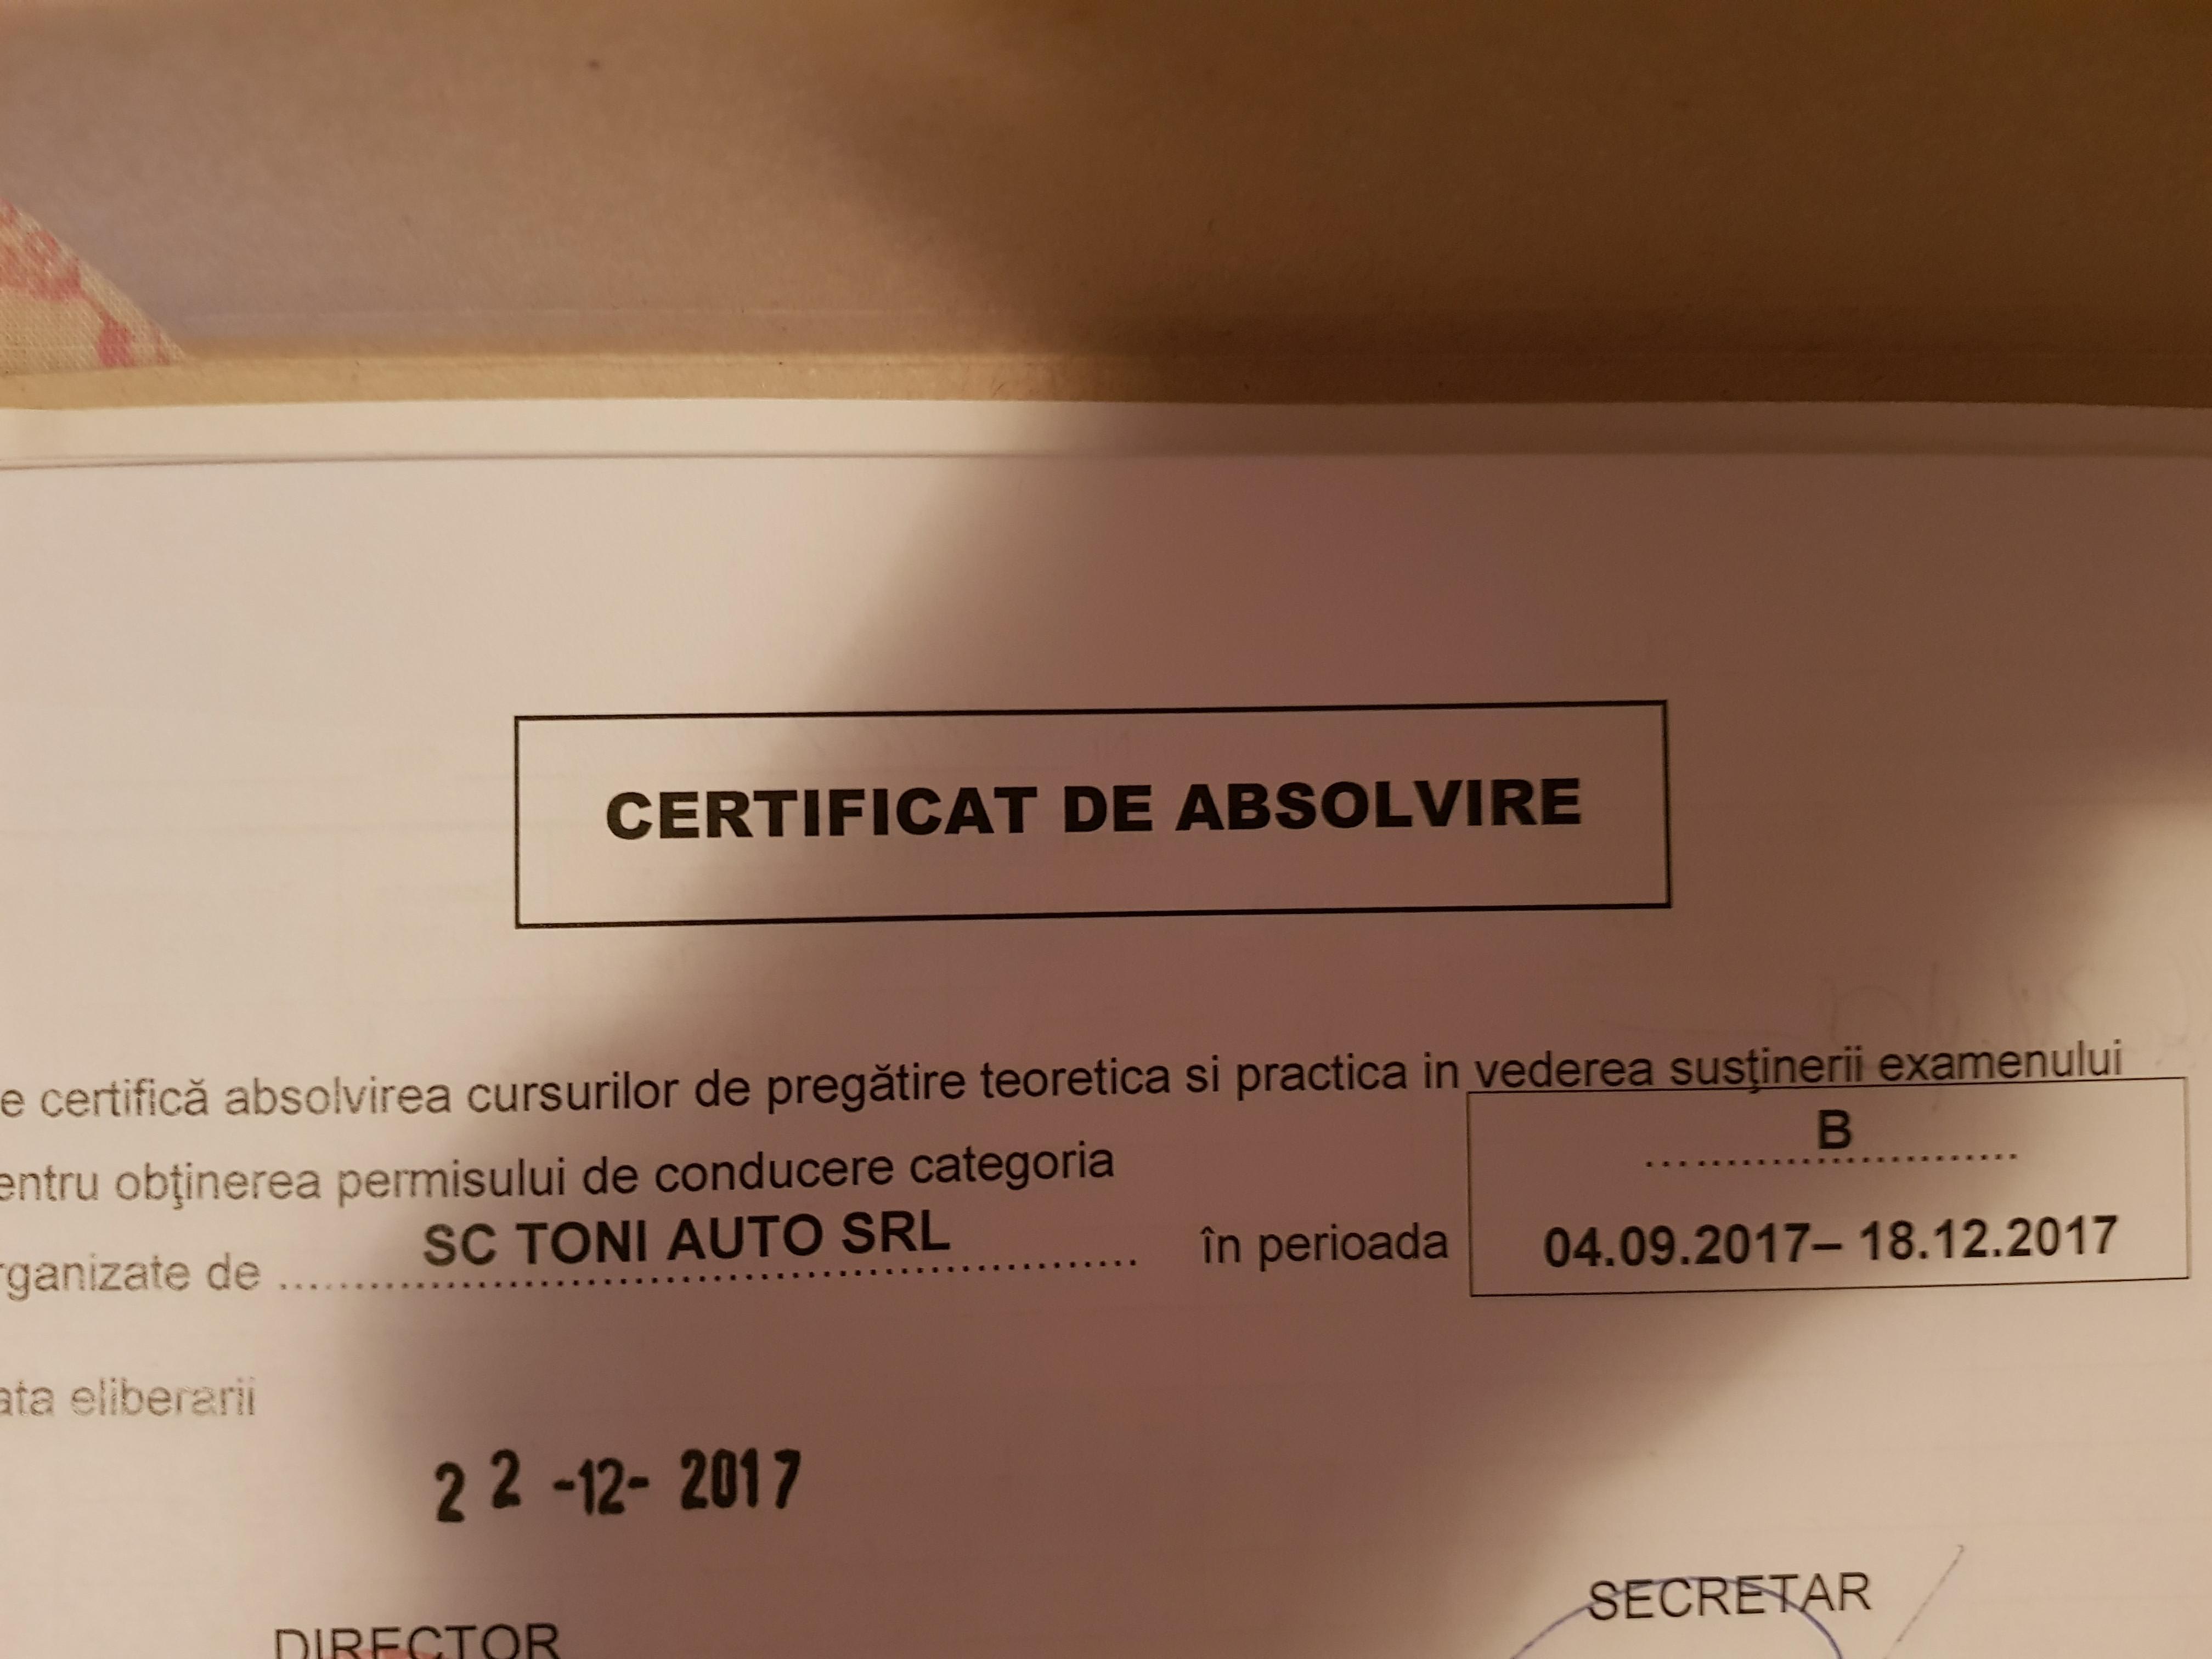 CERTIFICAT DE ABSOLVIRE
e certifică absolvirea cursurilor de pregătire teoretica si practica in vederea susţinerii examenului
entru obţinerea permisului de conducere categoria
B
rganizate de ........ SC TONI AUTO SRL ........ în perioada 04.09.2017– 18.12.2017
ata eliberarii
22 -12- 2017
SECRETAR
DIRECTOR